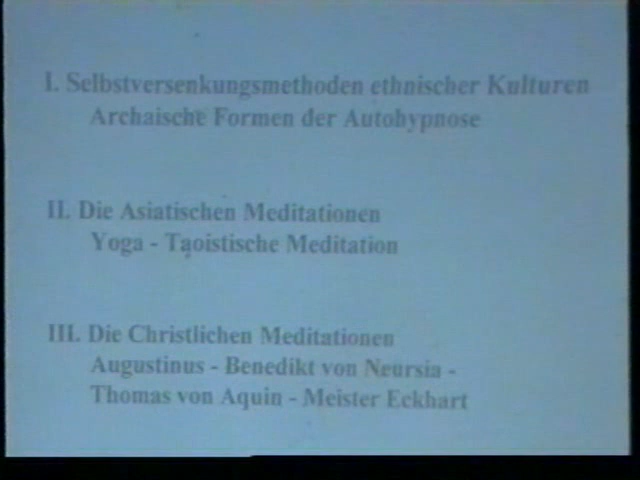 I. Selbstversenkungsmethoden ethnischer Kulturen
Archaische Formen der Autohypnose
II. Die Asiatischen Meditationen
Yoga - Taoistische Meditation
III. Die Christlichen Meditationen
Augustinus - Benedikt von Neursia -
Thomas von Aquin - Meister Eckhart